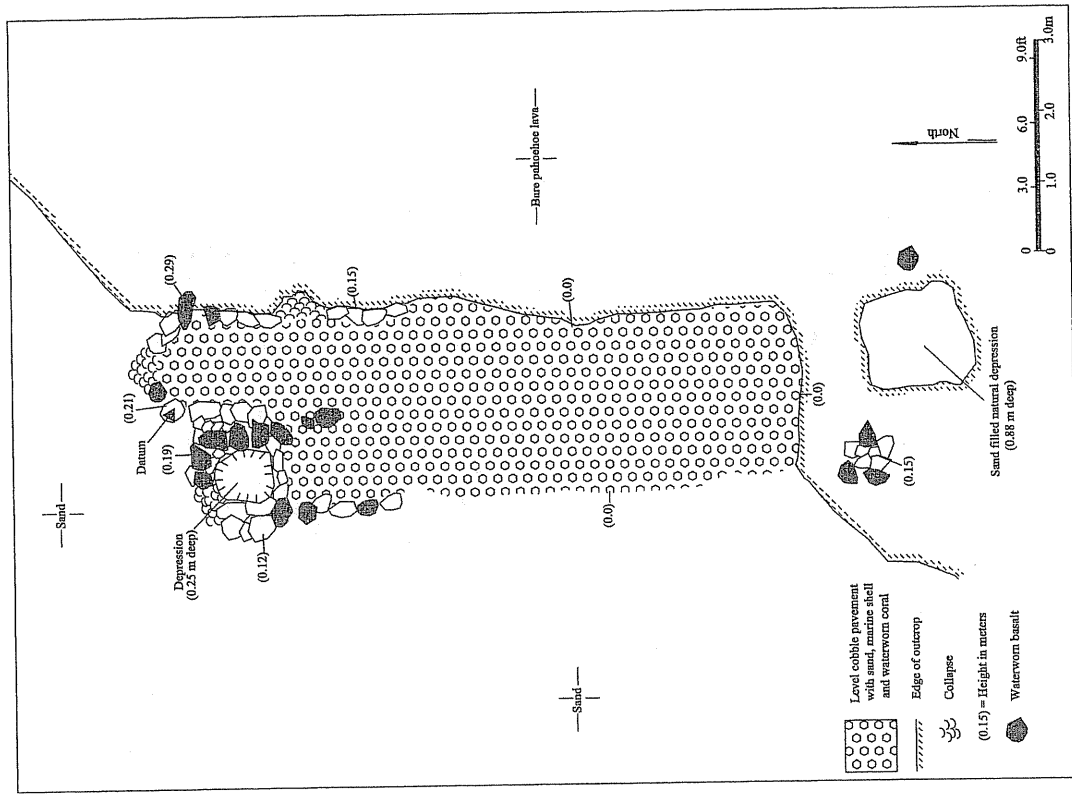 Sand
Bare pahoehoe lava
Sand
Depression
(0.25 m deep)
(0.12)
(0.19)
Datum
(0.21)
(0.29)
(0.15)
(0.0)
(0.0)
(0.0)
(0.15)
Sand filled natural depression
(0.88 m deep)
North
0
3.0
6.0
9.0ft
0
1.0
2.0
3.0m
Level cobble pavement
with sand, marine shell
and waterworn coral
Edge of outcrop
Collapse
(0.15) = Height in meters
Waterworn basalt